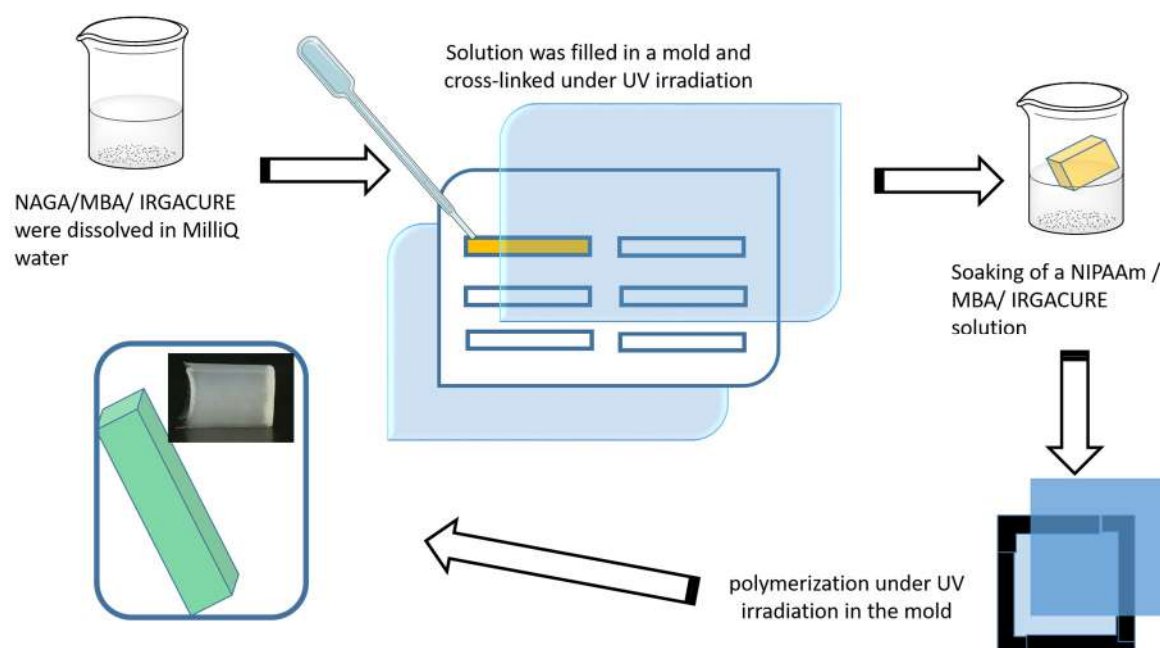 Solution was filled in a mold and
cross-linked under UV irradiation
NAGA/MBA/ IRGACURE
were dissolved in MilliQ
water
Soaking of a NIPAAm /
MBA/ IRGACURE
solution
polymerization under UV
irradiation in the mold